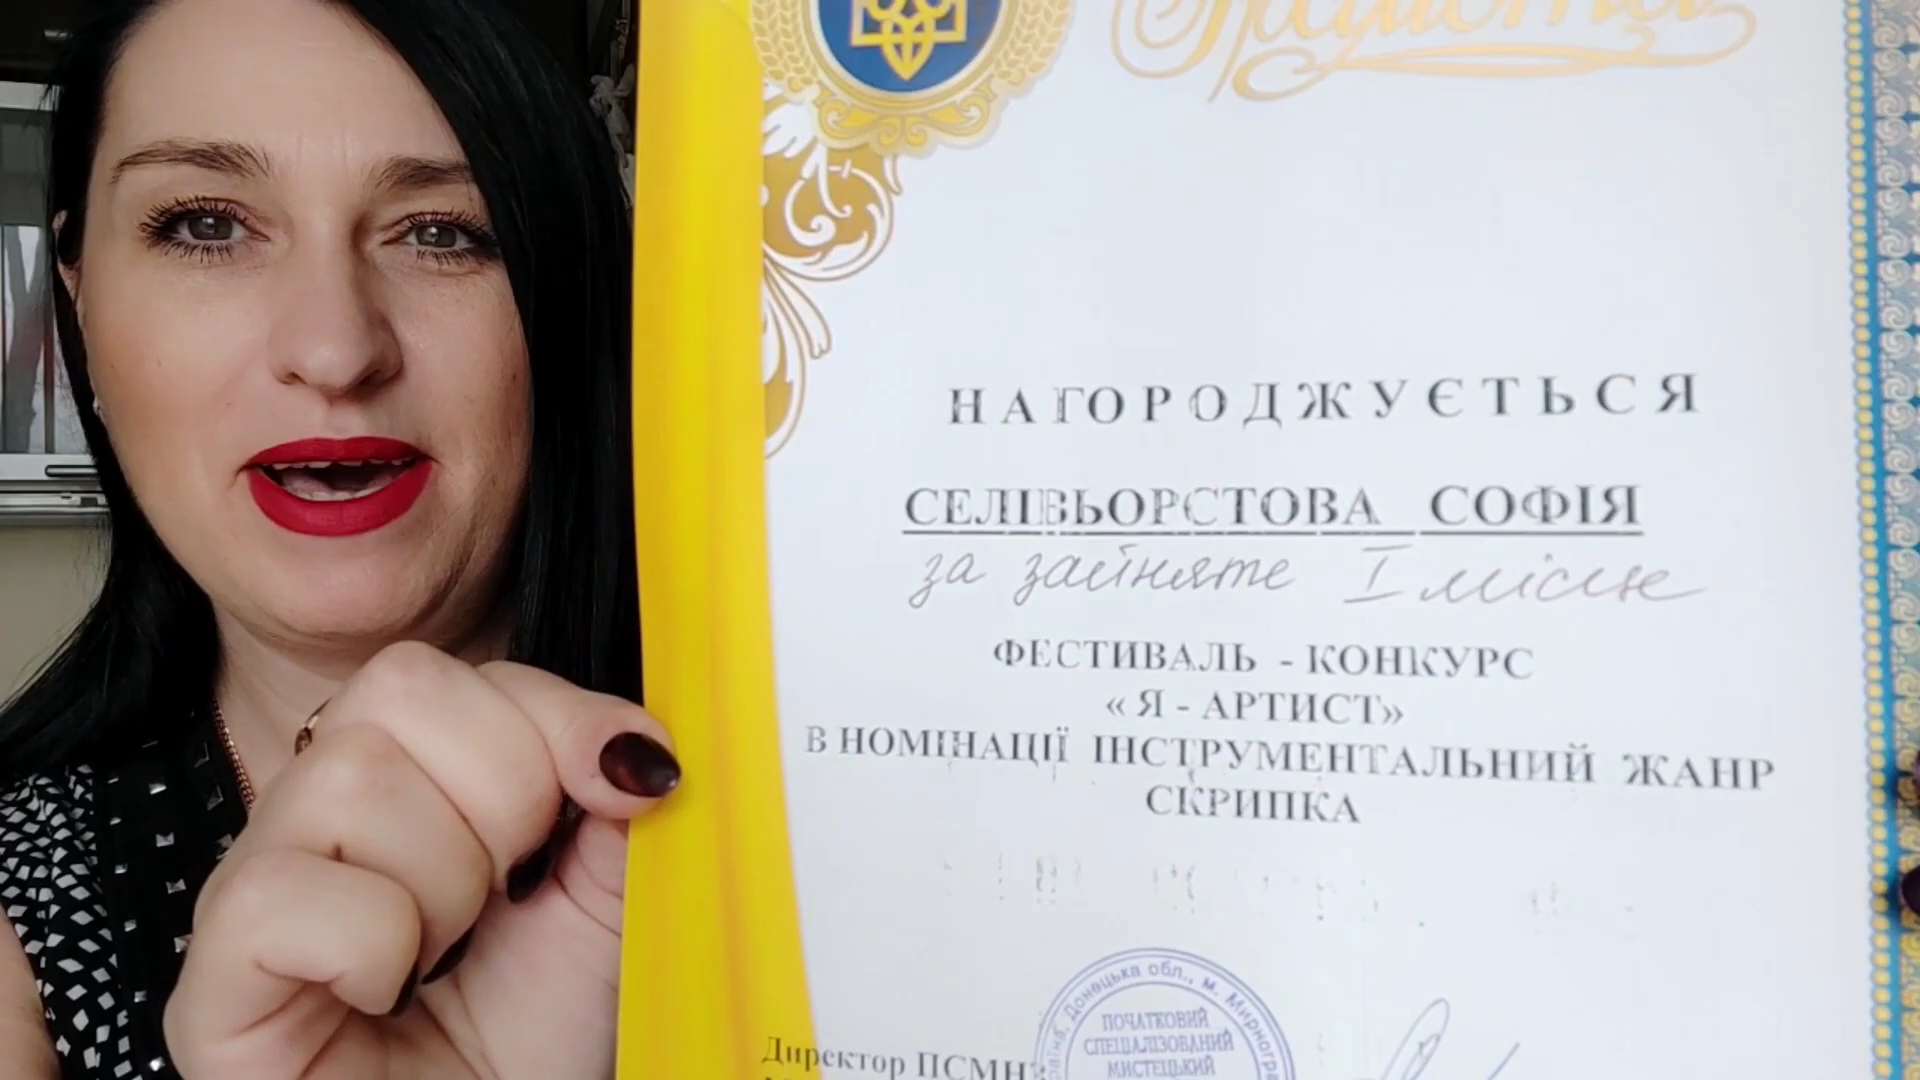 Грамота
НАГОРОДЖУЄТЬСЯ
СЕЛІВЬОРСТОВА СОФІЯ
за зайняте І місце
ФЕСТИВАЛЬ - КОНКУРС
« Я - АРТИСТ»
В НОМІНАЦІЇ ІНСТРУМЕНТАЛЬНИЙ ЖАНР
СКРИПКА
Донецька обл., м.
ПОЧАТКОВИЙ
СПЕЦІАЛІЗОВАНИЙ
МИСТЕЦЬКИЙ
Директор ПСМНЗ